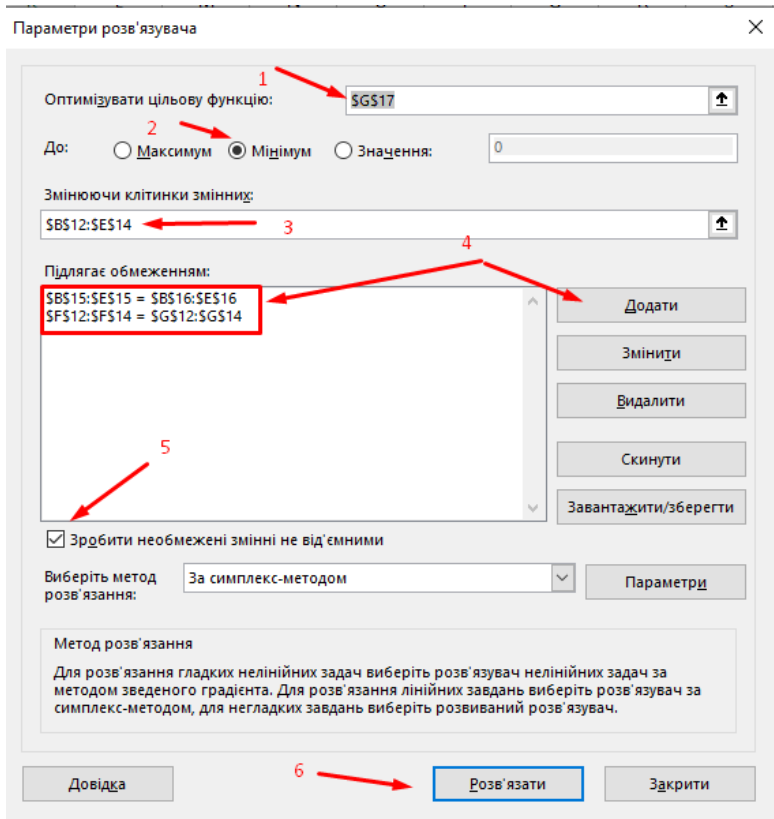 Параметри розв'язувача
1
Оптимізувати цільову функцію:
$G$17
2
До:
Максимум
Мінімум
Значення:
0
Змінюючи клітинки змінних:
$B$12:$E$14
3
4
Підлягає обмеженням:
$B$15:$E$15 = $B$16:$E$16
$F$12:$F$14 = $G$12:$G$14
Додати
Змінити
Видалити
Скинути
Завантажити/зберегти
5
Зробити необмежені змінні не від'ємними
Виберіть метод
розв'язання:
За симплекс-методом
Параметри
Метод розв'язання
Для розв'язання гладких нелінійних задач виберіть розв'язувач нелінійних задач за
методом зведеного градієнта. Для розв'язання лінійних завдань виберіть розв'язувач за
симплекс-методом, для негладких завдань виберіть розвиваний розв'язувач.
6
Довідка
Розв'язати
Закрити